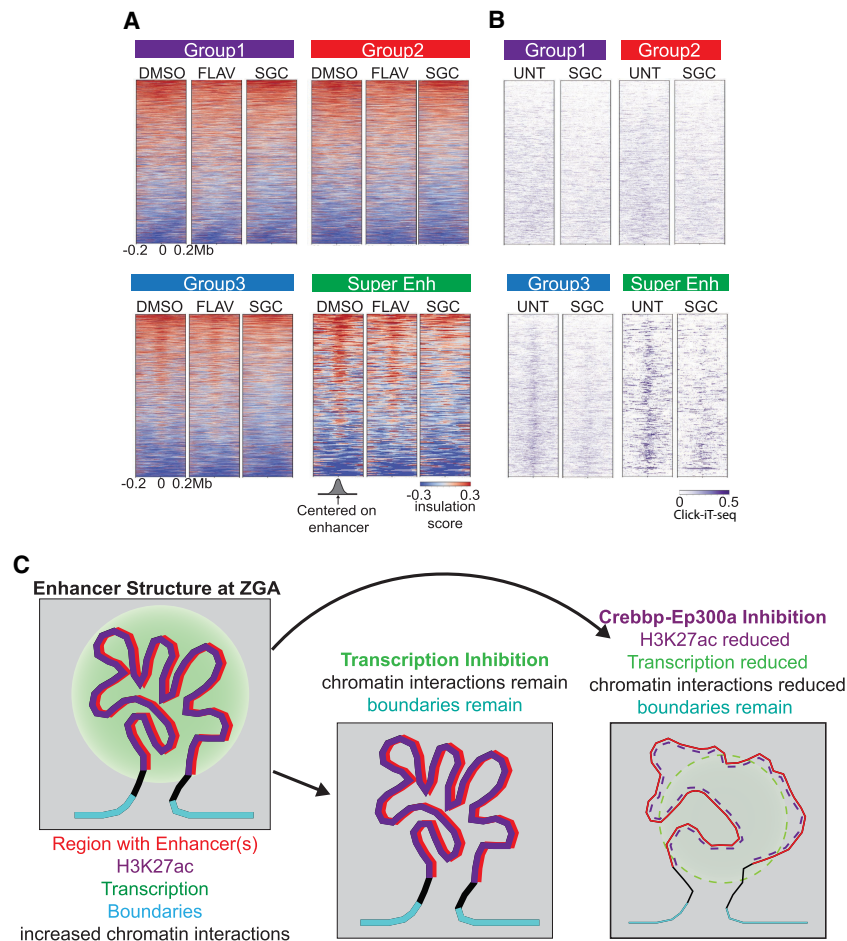 A
B
Group1
Group2
DMSO FLAV SGC
DMSO FLAV SGC
-0.2 0 0.2Mb
Group1
Group2
UNT SGC
UNT SGC
Group3
Super Enh
DMSO FLAV SGC
DMSO FLAV SGC
-0.2 0 0.2Mb
Centered on
enhancer
-0.3 0.3
insulation
score
Group3
Super Enh
UNT SGC
UNT SGC
0 0.5
Click-iT-seq
C
Enhancer Structure at ZGA
Region with Enhancer(s)
H3K27ac
Transcription
Boundaries
increased chromatin interactions
Transcription Inhibition
chromatin interactions remain
boundaries remain
Crebbp-Ep300a Inhibition
H3K27ac reduced
Transcription reduced
chromatin interactions reduced
boundaries remain